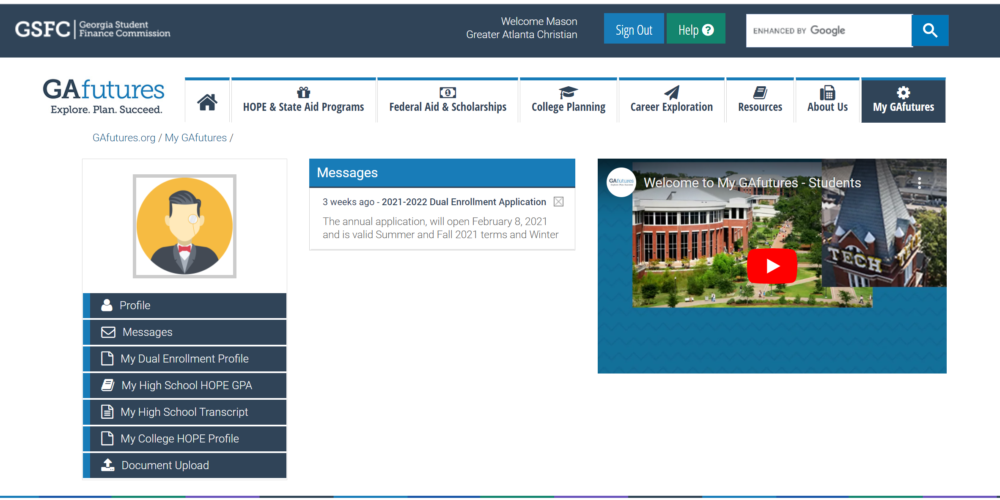 GSFC Georgia Student
Finance Commission
Welcome Mason
Greater Atlanta Christian
Sign Out
Help ?
ENHANCED BY Google
GAfutures
Explore. Plan. Succeed.
HOPE & State Aid Programs
Federal Aid & Scholarships
College Planning
Career Exploration
Resources
About Us
My GAfutures
GAfutures.org / My GAfutures /
Profile
Messages
My Dual Enrollment Profile
My High School HOPE GPA
My High School Transcript
My College HOPE Profile
Document Upload
Messages
3 weeks ago - 2021-2022 Dual Enrollment Application
The annual application, will open February 8, 2021
and is valid Summer and Fall 2021 terms and Winter
GAfutures
Explore. Plan. Succeed.
Welcome to My GAfutures - Students
TECH